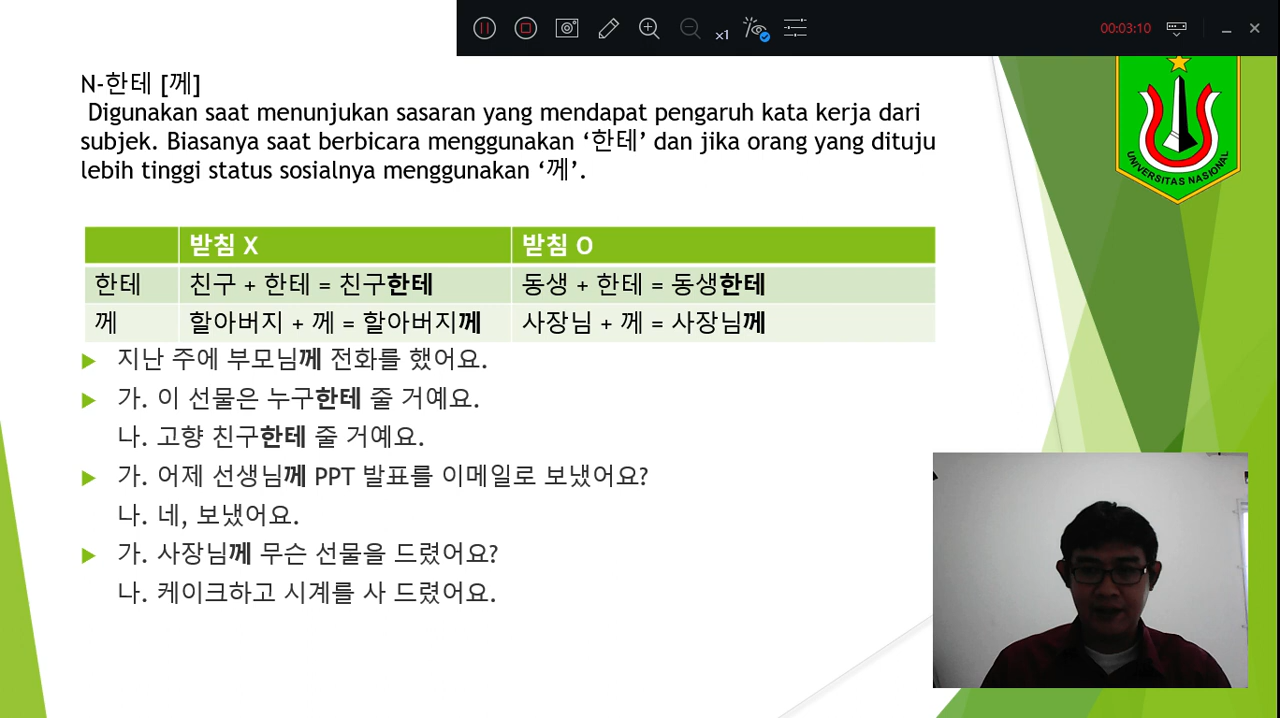 x1
00:03:10
N-한테 [께]
Digunakan saat menunjukan sasaran yang mendapat pengaruh kata kerja dari
subjek. Biasanya saat berbicara menggunakan ‘한테’ dan jika orang yang dituju
lebih tinggi status sosialnya menggunakan ‘께’.
UNIVERSITAS NASIONAL
받침 X 받침 O
한테 친구 + 한테 = 친구한테 동생 + 한테 = 동생한테
께 할아버지 + 께 = 할아버지께 사장님 + 께 = 사장님께
지난 주에 부모님께 전화를 했어요.
가. 이 선물은 누구한테 줄 거예요.
나. 고향 친구한테 줄 거예요.
가. 어제 선생님께 PPT 발표를 이메일로 보냈어요?
나. 네, 보냈어요.
가. 사장님께 무슨 선물을 드렸어요?
나. 케이크하고 시계를 사 드렸어요.